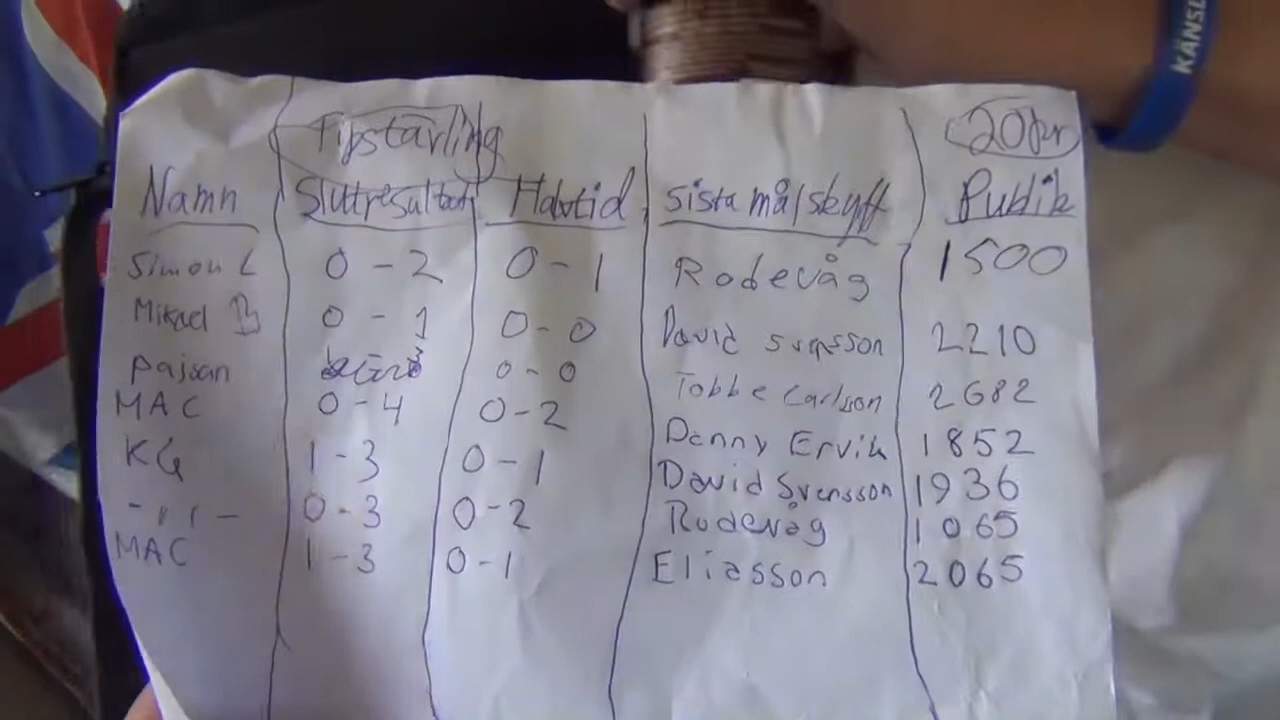 KÄNSL
Tipstävling 20kr
Namn Slutresultat Halvtid Sista målskytt Publik
Simon L 0-2 0-1 Rodevåg 1500
Mikael B 0-1 0-0 David Svensson 2210
Pajsan 0-0 Tobbe Carlsson 2682
MAC 0-4 0-2 Denny Ervik 1852
KG 1-3 0-1 David Svensson 1936
-11- 0-3 0-2 Rodevåg 1065
MAC 1-3 0-1 Eliasson 2065